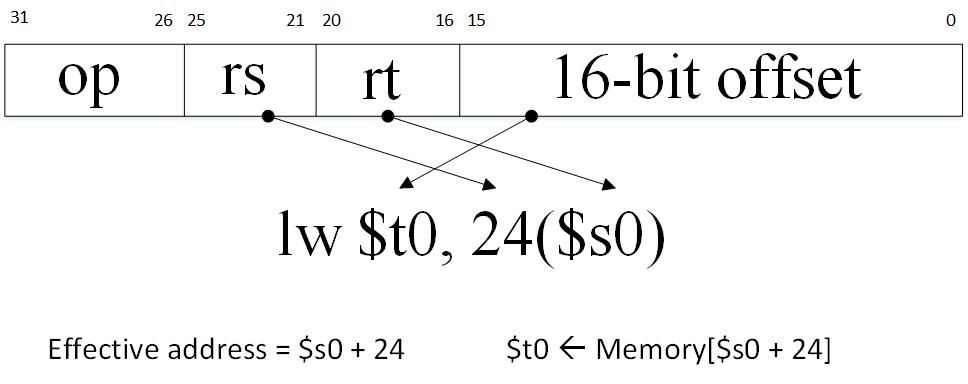 31 26 25 21 20 16 15 0
op rs rt 16-bit offset
lw $t0, 24($s0)
Effective address = $s0 + 24 $t0 ← Memory[$s0 + 24]